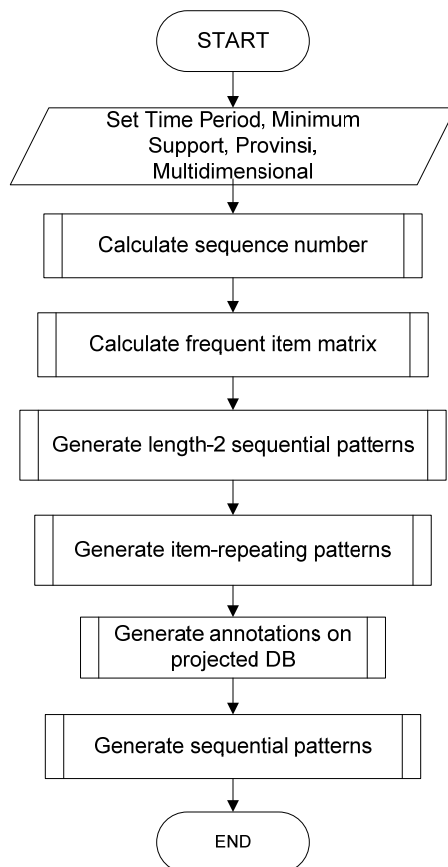 START
Set Time Period, Minimum
Support, Provinsi,
Multidimensional
Calculate sequence number
Calculate frequent item matrix
Generate length-2 sequential patterns
Generate item-repeating patterns
Generate annotations on
projected DB
Generate sequential patterns
END